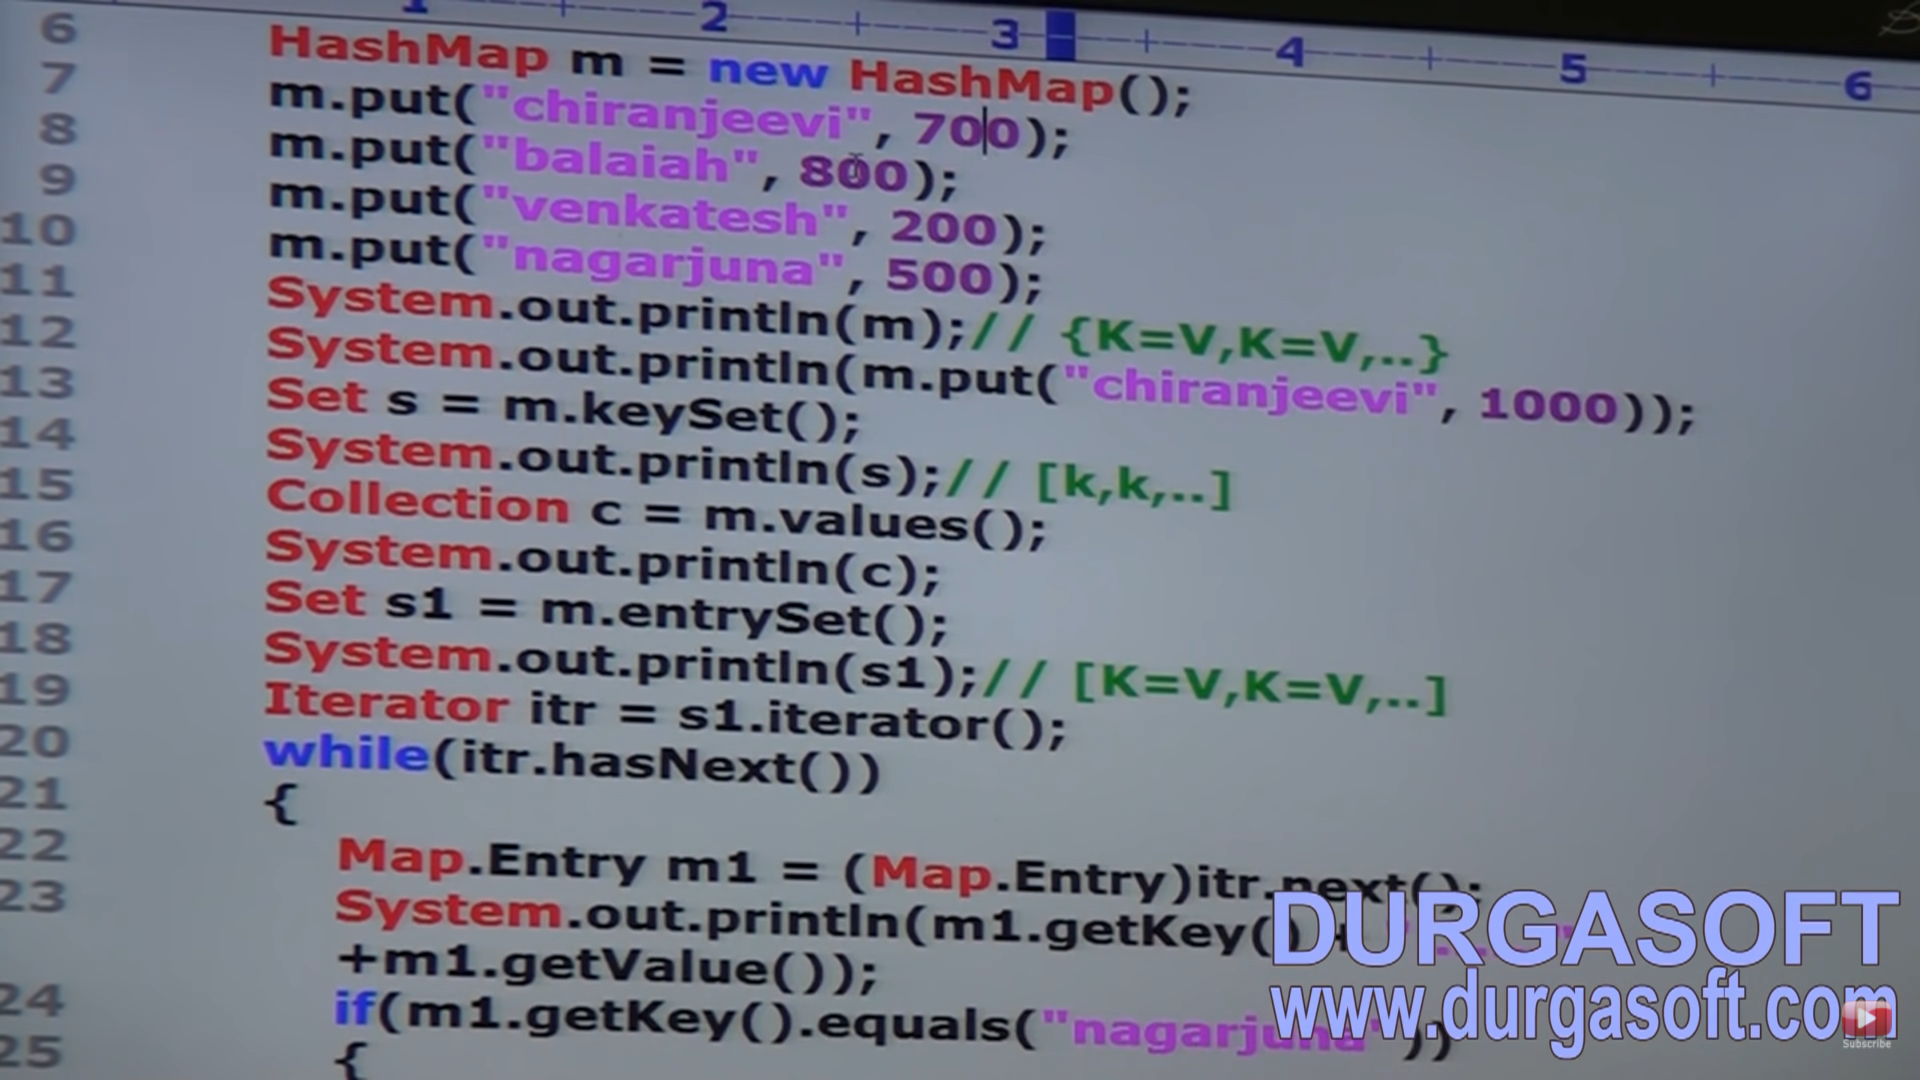 1 2 3 4 5 6
6 HashMap m = new HashMap();
7 m.put("chiranjeevi", 700);
8 m.put("balaiah", 800);
9 m.put("venkatesh", 200);
10 m.put("nagarjuna", 500);
11 System.out.println(m);// {K=V,K=V,..}
12 System.out.println(m.put("chiranjeevi", 1000));
13 Set s = m.keySet();
14 System.out.println(s);// [k,k,..]
15 Collection c = m.values();
16 System.out.println(c);
17 Set s1 = m.entrySet();
18 System.out.println(s1);// [K=V,K=V,..]
19 Iterator itr = s1.iterator();
20 while(itr.hasNext())
21 {
22 Map.Entry m1 = (Map.Entry)itr.next();
23 System.out.println(m1.getKey() +
+m1.getValue());
24 if(m1.getKey().equals("nagarjuna"))
25 {
DURGASOFT
www.durgasoft.com
Subscribe